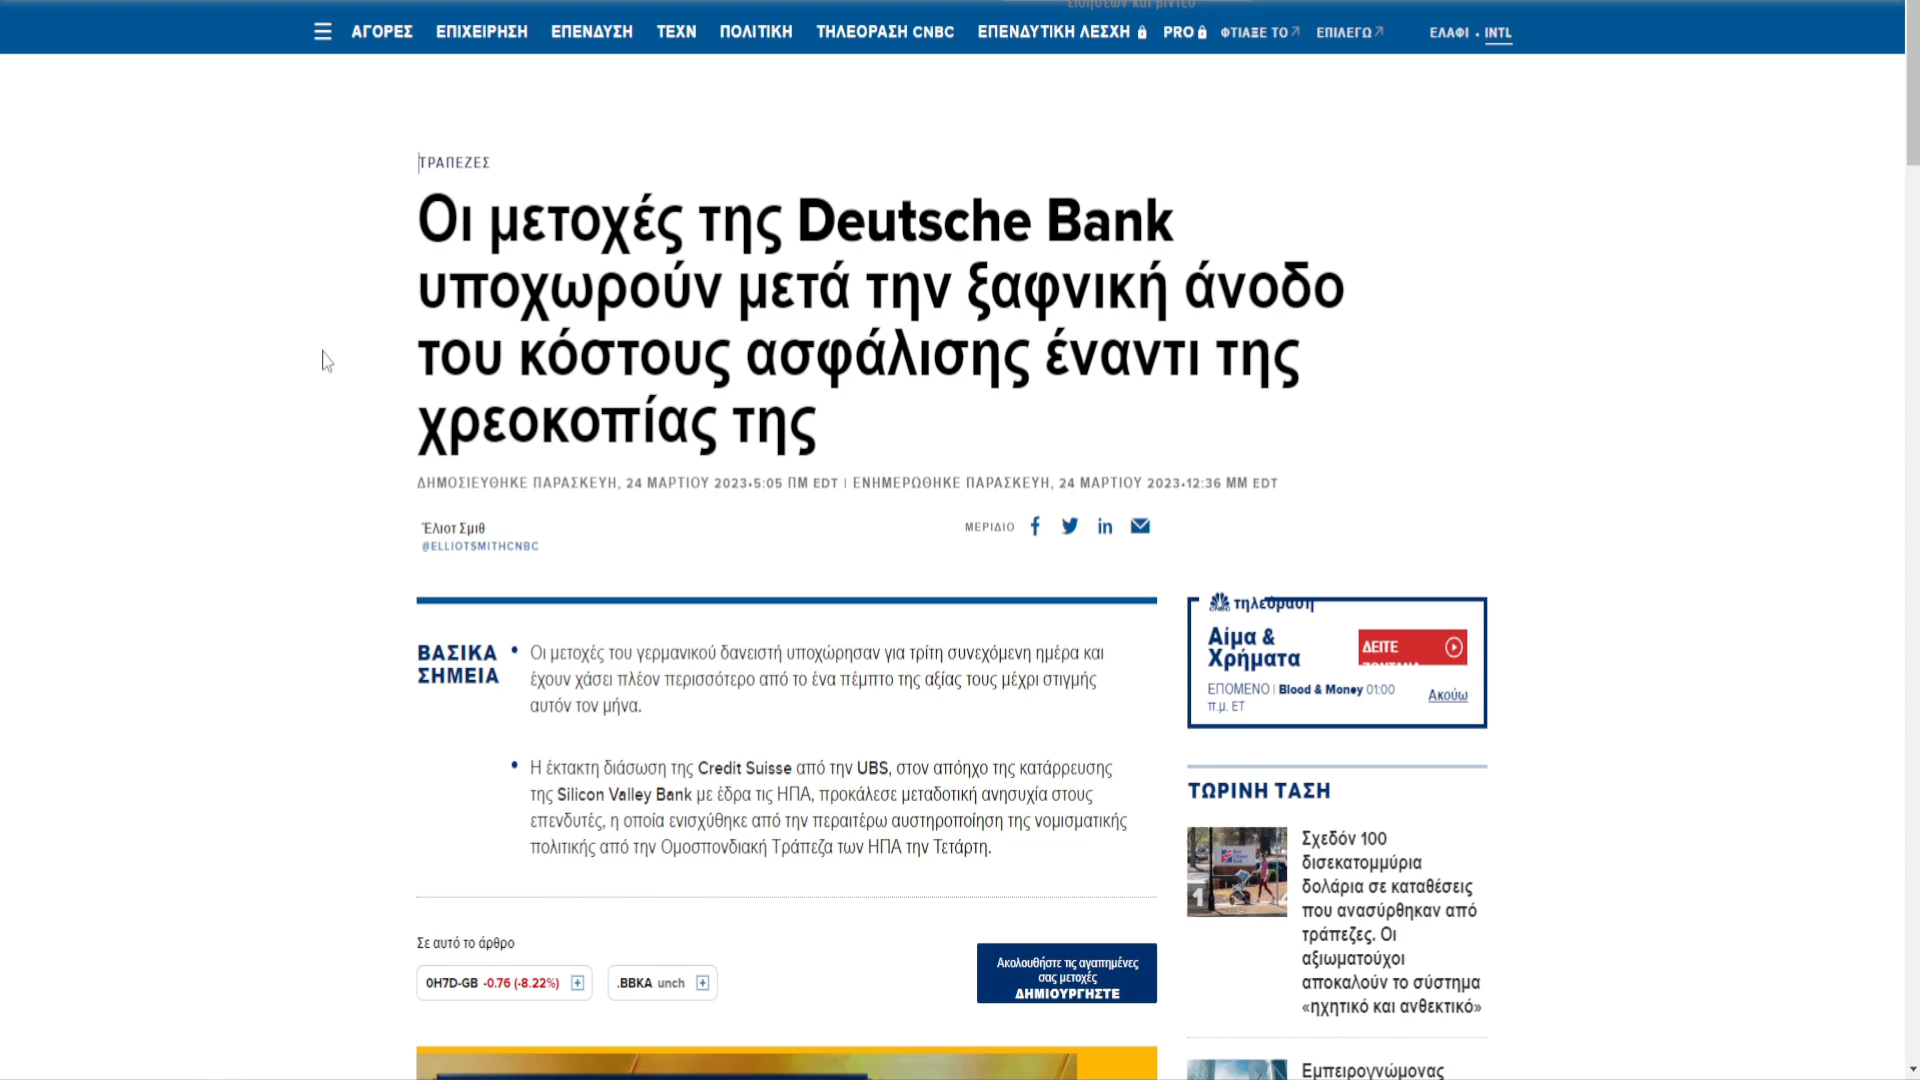 ΑΓΟΡΕΣ ΕΠΙΧΕΙΡΗΣΗ ΕΠΕΝΔΥΣΗ ΤΕΧΝ ΠΟΛΙΤΙΚΗ ΤΗΛΕΟΡΑΣΗ CNBC ΕΠΕΝΔΥΤΙΚΗ ΛΕΣΧΗ PRO ΦΤΙΑΞΕ ΤΟ ΕΠΙΛΕΓΩ ΕΛΑΦΙ • INTL
ΤΡΑΠΕΖΕΣ
Οι μετοχές της Deutsche Bank
υποχωρούν μετά την ξαφνική άνοδο
του κόστους ασφάλισης έναντι της
χρεοκοπίας της
ΔΗΜΟΣΙΕΥΘΗΚΕ ΠΑΡΑΣΚΕΥΗ, 24 ΜΑΡΤΙΟΥ 2023•5:05 ΠΜ EDT | ΕΝΗΜΕΡΩΘΗΚΕ ΠΑΡΑΣΚΕΥΗ, 24 ΜΑΡΤΙΟΥ 2023•12:36 ΜΜ EDT
Έλιοτ Σμιθ
@ELLIOTSMITHCNBC
ΜΕΡΙΔΙΟ
ΒΑΣΙΚΑ
ΣΗΜΕΙΑ
• Οι μετοχές του γερμανικού δανειστή υποχώρησαν για τρίτη συνεχόμενη ημέρα και
έχουν χάσει πλέον περισσότερο από το ένα πέμπτο της αξίας τους μέχρι στιγμής
αυτόν τον μήνα.
• Η έκτακτη διάσωση της Credit Suisse από την UBS, στον απόηχο της κατάρρευσης
της Silicon Valley Bank με έδρα τις ΗΠΑ, προκάλεσε μεταδοτική ανησυχία στους
επενδυτές, η οποία ενισχύθηκε από την περαιτέρω αυστηροποίηση της νομισματικής
πολιτικής από την Ομοσπονδιακή Τράπεζα των ΗΠΑ την Τετάρτη.
Σε αυτό το άρθρο
0H7D-GB -0.76 (-8.22%)
.BBKA unch
Ακολουθήστε τις αγαπημένες
σας μετοχές
ΔΗΜΙΟΥΡΓΗΣΤΕ
CNBC τηλεόραση
Αίμα &
Χρήματα
ΔΕΙΤΕ
ΕΠΟΜΕΝΟ | Blood & Money 01:00
π.μ. ET
Ακούω
ΤΩΡΙΝΗ ΤΑΣΗ
1
Σχεδόν 100
δισεκατομμύρια
δολάρια σε καταθέσεις
που ανασύρθηκαν από
τράπεζες. Οι
αξιωματούχοι
αποκαλούν το σύστημα
«ηχητικό και ανθεκτικό»
Εμπειρογνώμονας